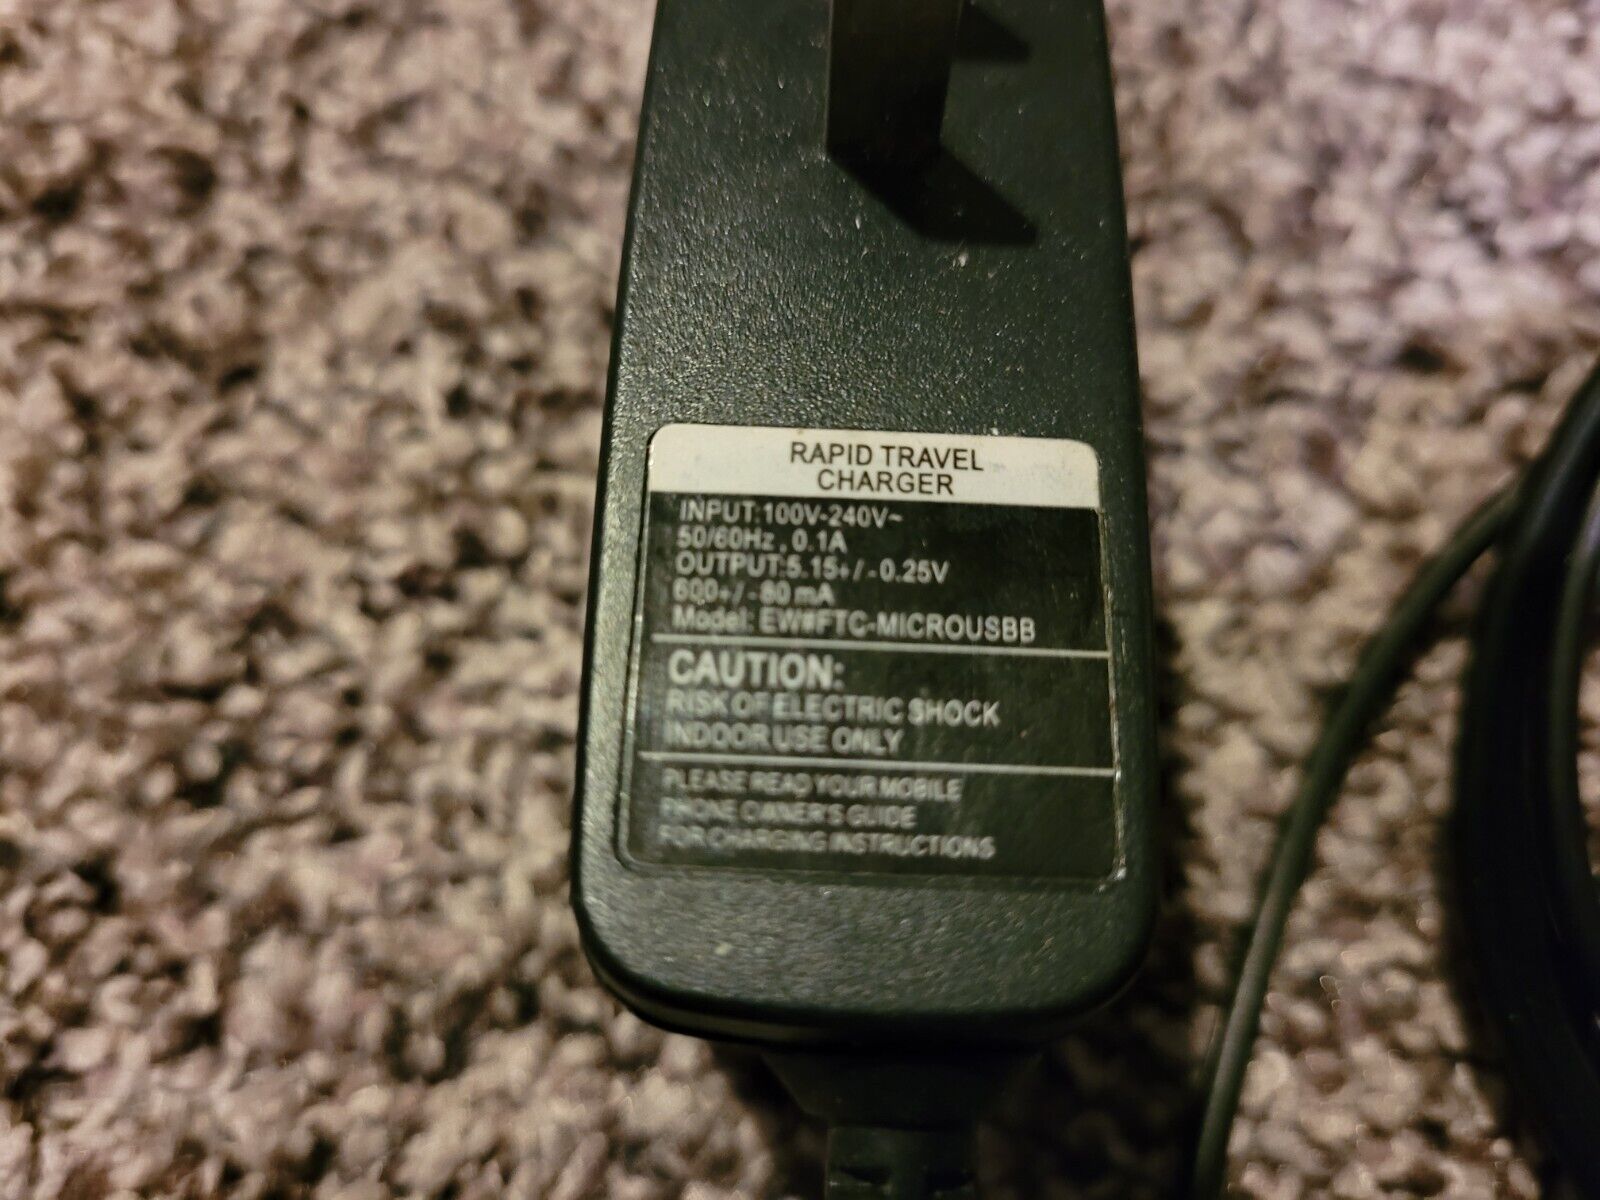 RAPID TRAVEL
CHARGER
INPUT:100V-240V~
50/60Hz , 0.1A
OUTPUT:5.15+/-0.25V
600+/-80 mA
Model: EW#FTC-MICROUSBB
CAUTION:
RISK OF ELECTRIC SHOCK
INDOOR USE ONLY
PLEASE READ YOUR MOBILE
PHONE OWNER'S GUIDE
FOR CHARGING INSTRUCTIONS